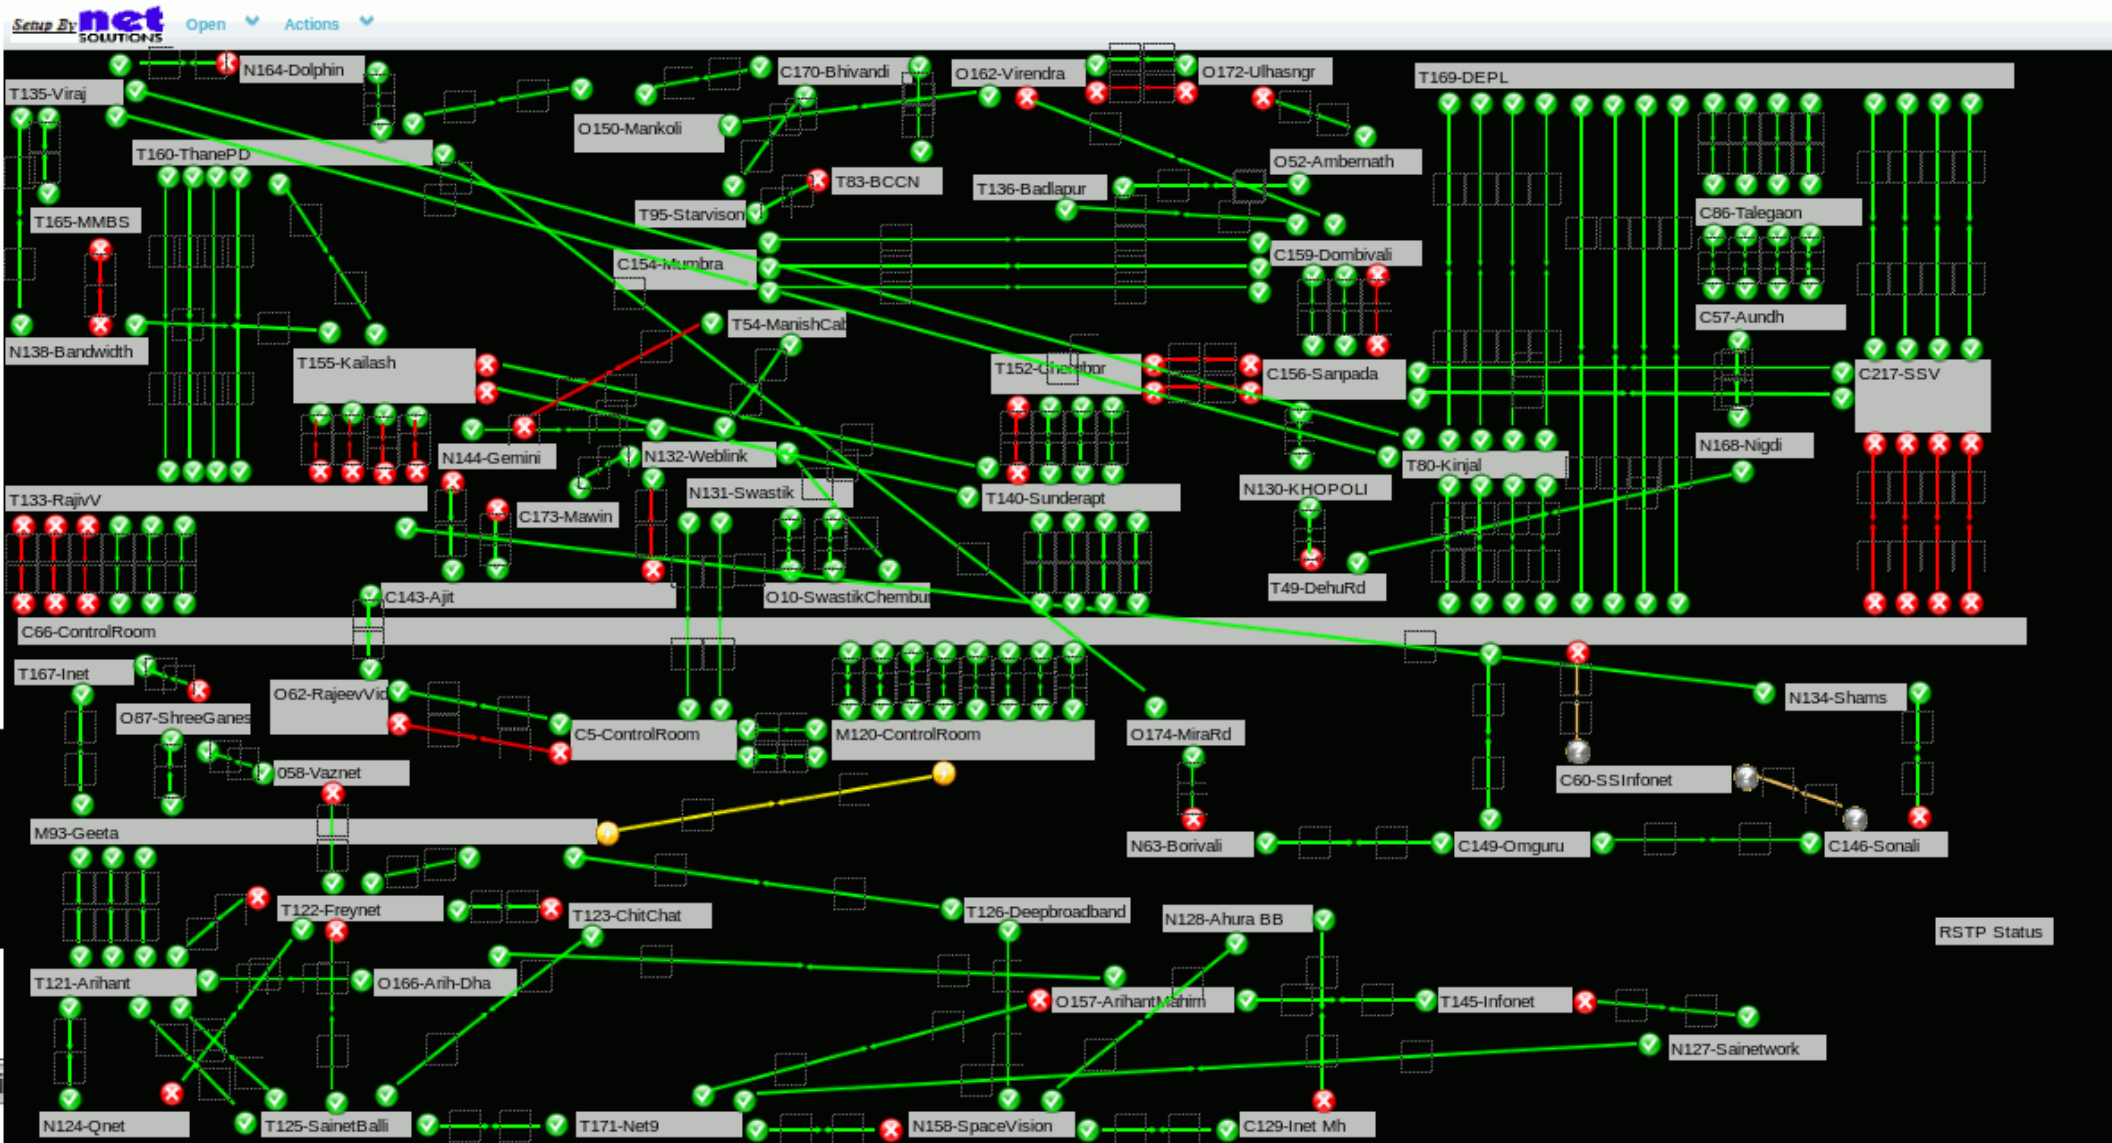 Setup By net SOLUTIONS Open Actions
N164-Dolphin
C170-Bhivandi
O162-Virendra
O172-Ulhasngr
T169-DEPL
T135-Viraj
O150-Mankoli
T160-ThanePD
O52-Ambernath
T83-BCCN
T136-Badlapur
T165-MMBS
T95-Starvison
C86-Talegaon
C154-Mumbra
C159-Dombivali
C57-Aundh
N138-Bandwidth
T54-ManishCab
T155-Kailash
T152-Chembor
C156-Sanpada
C217-SSV
N144-Gemini
N132-Weblink
N168-Nigdi
T80-Kinjal
T133-RajivV
N131-Swastik
T140-Sunderapt
N130-KHOPOLI
C173-Mawin
T49-DehuRd
C143-Ajit
O10-SwastikChembur
C66-ControlRoom
T167-Inet
O62-RajeevVid
N134-Shams
O87-ShreeGanes
C5-ControlRoom
M120-ControlRoom
O174-MiraRd
058-Vaznet
C60-SSInfonet
M93-Geeta
N63-Borivali
C149-Omguru
C146-Sonali
T122-Freynet
T123-ChitChat
T126-Deepbroadband
N128-Ahura BB
RSTP Status
T121-Arihant
O166-Arih-Dha
O157-ArihantMahim
T145-Infonet
N127-Sainetwork
N124-Qnet
T125-SainetBalli
T171-Net9
N158-SpaceVision
C129-Inet Mh